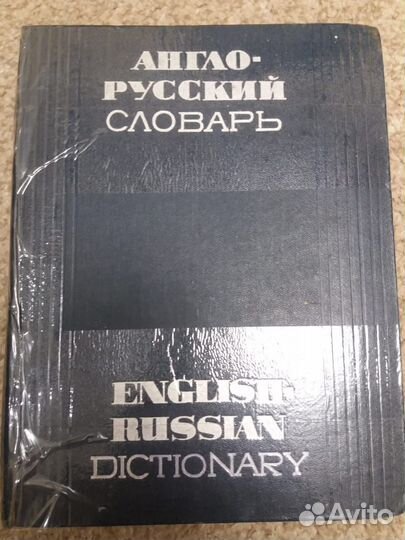 АНГЛО-
РУССКИЙ
СЛОВАРЬ
ENGLISH-
RUSSIAN
DICTIONARY
Avito